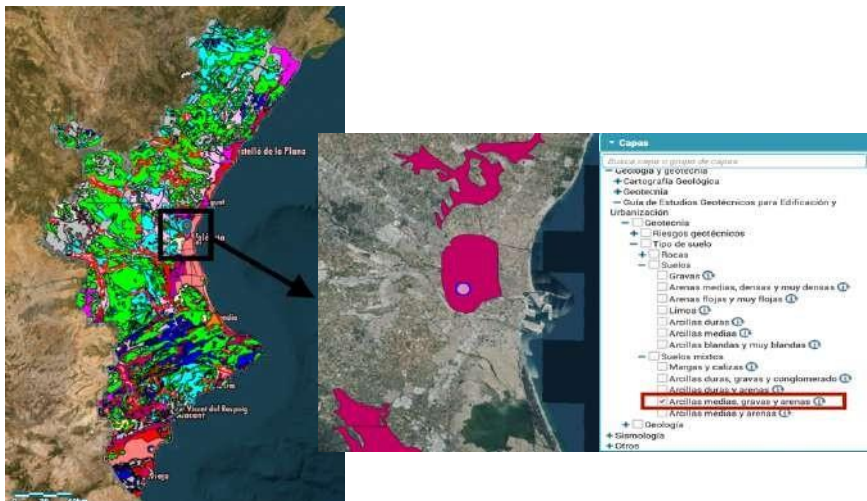 stelló de la Plana
Capas
Busca capa o grupo de capas
Geología y geotecnia
Cartografía Geológica
Geotecnia
Guía de Estudios Geotécnicos para Edificación y
Urbanización
Geotecnia
Riesgos geotécnicos
Tipo de suelo
Rocas
Suelos
Gravas
Arenas medias, densas y muy densas
Arenas flojas y muy flojas
Limos
Arcillas duras
Arcillas medias
Arcillas blandas y muy blandas
Suelos mixtos
Margas y calizas
Arcillas duras, gravas y conglomerado
Arcillas duras y arenas
Arcillas medias, gravas y arenas
Arcillas medias y arenas
Geología
Sismología
Otros